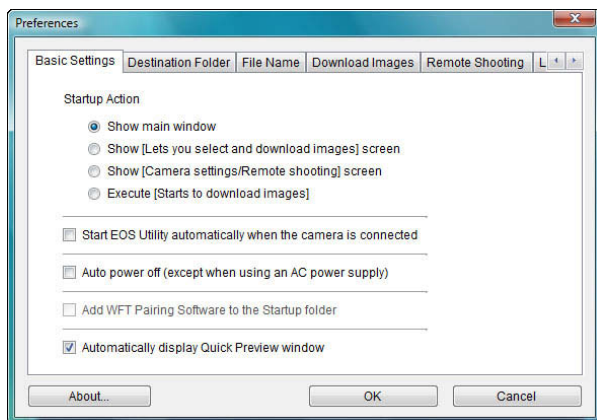 Preferences
Basic Settings Destination Folder File Name Download Images Remote Shooting L
Startup Action
Show main window
Show [Lets you select and download images] screen
Show [Camera settings/Remote shooting] screen
Execute [Starts to download images]
Start EOS Utility automatically when the camera is connected
Auto power off (except when using an AC power supply)
Add WFT Pairing Software to the Startup folder
Automatically display Quick Preview window
About... OK Cancel